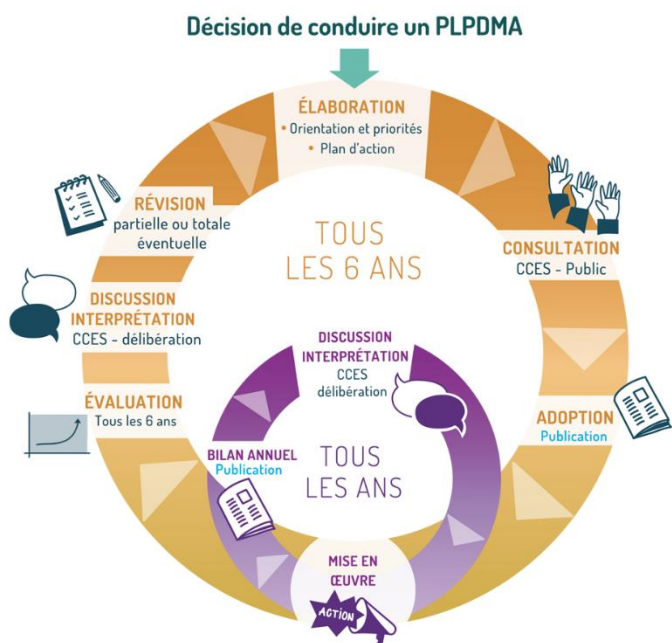 Décision de conduire un PLPDMA
ÉLABORATION
• Orientation et priorités
• Plan d'action
CONSULTATION
CCES - Public
ADOPTION
Publication
MISE EN
ŒUVRE
ACTION
ÉVALUATION
Tous les 6 ans
DISCUSSION
INTERPRÉTATION
CCES - délibération
RÉVISION
partielle ou totale
éventuelle
TOUS
LES 6 ANS
DISCUSSION
INTERPRÉTATION
CCES
délibération
BILAN ANNUEL
Publication
TOUS
LES ANS